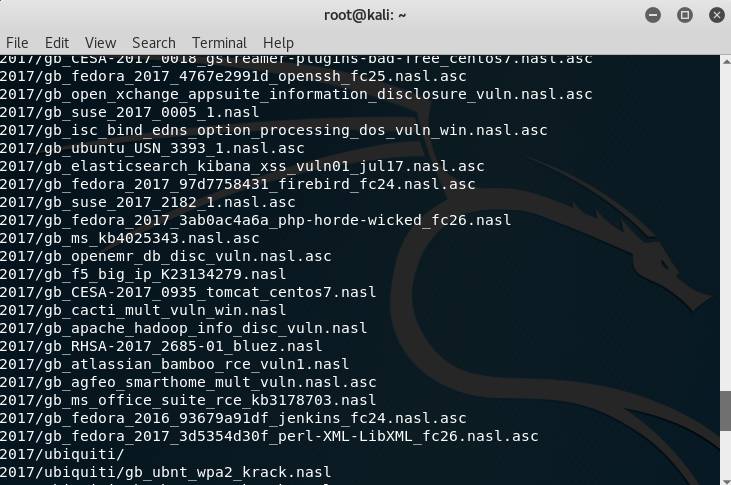 root@kali: ~
File Edit View Search Terminal Help
2017/gb_CESA-2017_0018_gstreamer-plugins-bad-free_centos7.nasl.asc
2017/gb_fedora_2017_4767e2991d_openssh_fc25.nasl.asc
2017/gb_open_xchange_appsuite_information_disclosure_vuln.nasl.asc
2017/gb_suse_2017_0005_1.nasl
2017/gb_isc_bind_edns_option_processing_dos_vuln_win.nasl.asc
2017/gb_ubuntu_USN_3393_1.nasl.asc
2017/gb_elasticsearch_kibana_xss_vuln01_jul17.nasl.asc
2017/gb_fedora_2017_97d7758431_firebird_fc24.nasl.asc
2017/gb_suse_2017_2182_1.nasl.asc
2017/gb_fedora_2017_3ab0ac4a6a_php-horde-wicked_fc26.nasl
2017/gb_ms_kb4025343.nasl.asc
2017/gb_openemr_db_disc_vuln.nasl.asc
2017/gb_f5_big_ip_K23134279.nasl
2017/gb_CESA-2017_0935_tomcat_centos7.nasl
2017/gb_cacti_mult_vuln_win.nasl
2017/gb_apache_hadoop_info_disc_vuln.nasl
2017/gb_RHSA-2017_2685-01_bluez.nasl
2017/gb_atlassian_bamboo_rce_vuln1.nasl
2017/gb_agfeo_smarthome_mult_vuln.nasl.asc
2017/gb_ms_office_suite_rce_kb3178703.nasl
2017/gb_fedora_2016_93679a91df_jenkins_fc24.nasl.asc
2017/gb_fedora_2017_3d5354d30f_perl-XML-LibXML_fc26.nasl.asc
2017/ubiquiti/
2017/ubiquiti/gb_ubnt_wpa2_krack.nasl